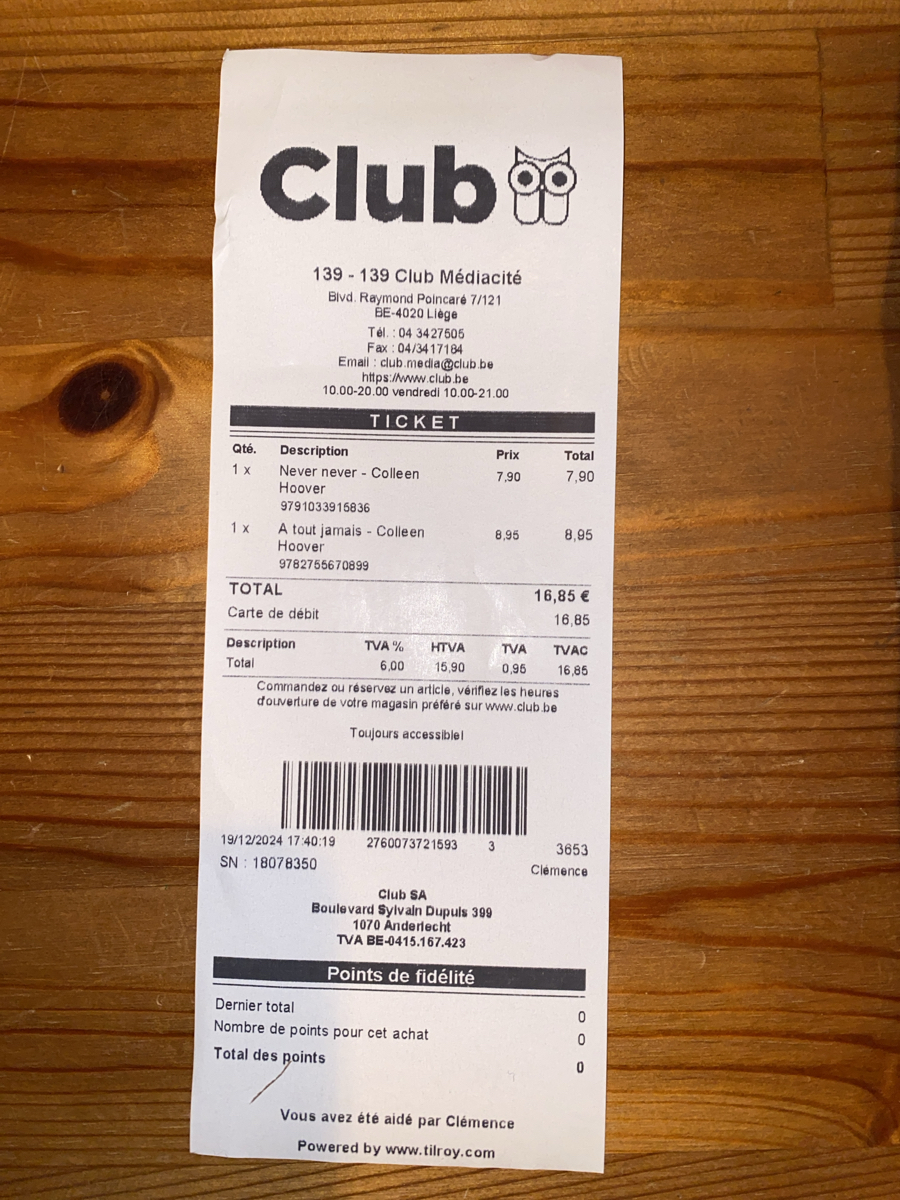 Club
139 - 139 Club Médiacité
Blvd. Raymond Poincaré 7/121
BE-4020 Liège
Tél. : 04 3427505
Fax : 04/3417184
Email : club.media@club.be
https://www.club.be
10.00-20.00 vendredi 10.00-21.00
TICKET
Qté. Description Prix Total
1 x Never never - Colleen 7,90 7,90
Hoover
9791033915836
1 x A tout jamais - Colleen 8,95 8,95
Hoover
9782755670899
TOTAL 16,85 €
Carte de débit 16,85
Description TVA % HTVA TVA TVAC
Total 6,00 15,90 0,95 16,85
Commandez ou réservez un article, vérifiez les heures
d'ouverture de votre magasin préféré sur www.club.be
Toujours accessible!
19/12/2024 17:40:19 2760073721593 3 3653
SN : 18078350 Clémence
Club SA
Boulevard Sylvain Dupuis 399
1070 Anderlecht
TVA BE-0415.167.423
Points de fidélité
Dernier total 0
Nombre de points pour cet achat 0
Total des points 0
Vous avez été aidé par Clémence
Powered by www.tilroy.com